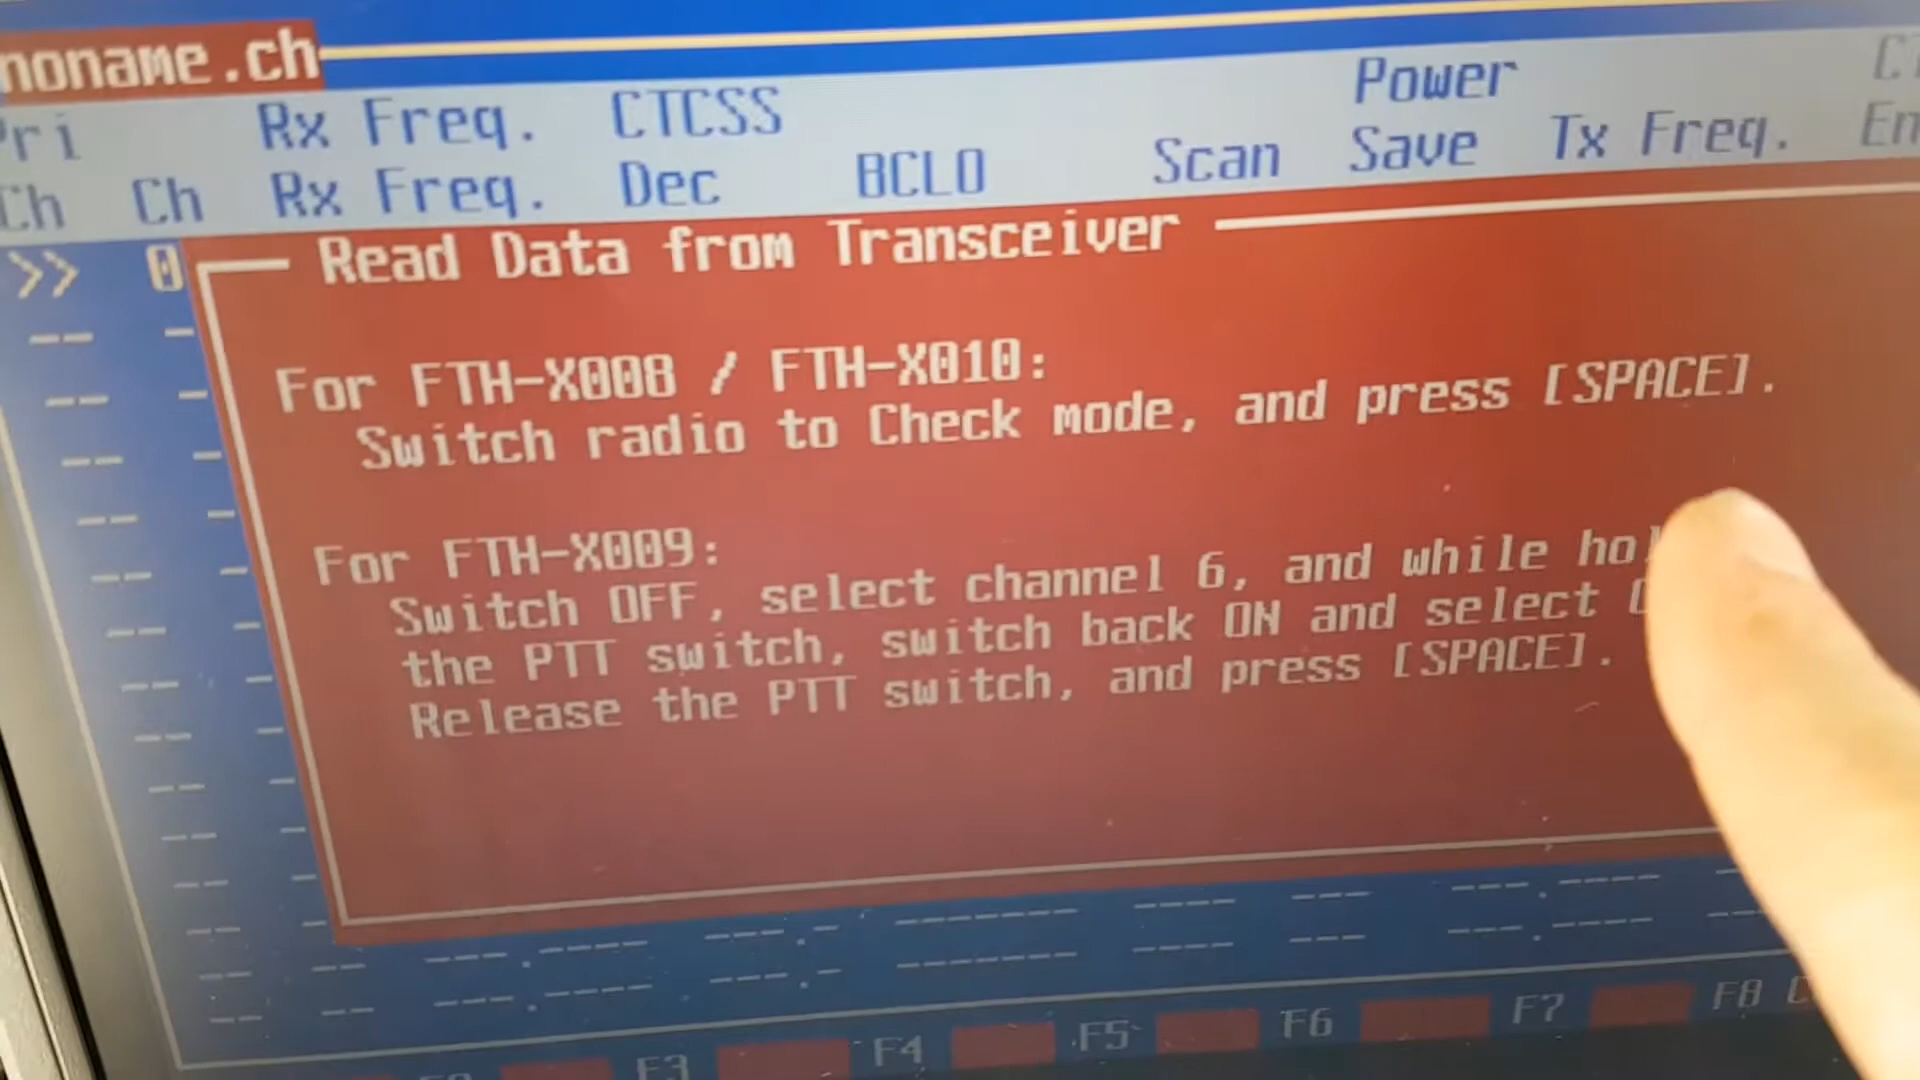 noname.ch
Power
Pri Rx Freq. CTCSS
Ch Ch Rx Freq. Dec BCLO Scan Save Tx Freq.
>> 0
Read Data from Transceiver
For FTH-X008 / FTH-X010:
Switch radio to Check mode, and press [SPACE].
For FTH-X009:
Switch OFF, select channel 6, and while
the PTT switch, switch back ON and select
Release the PTT switch, and press [SPACE].
F3 F4 F5 F6 F7 F8